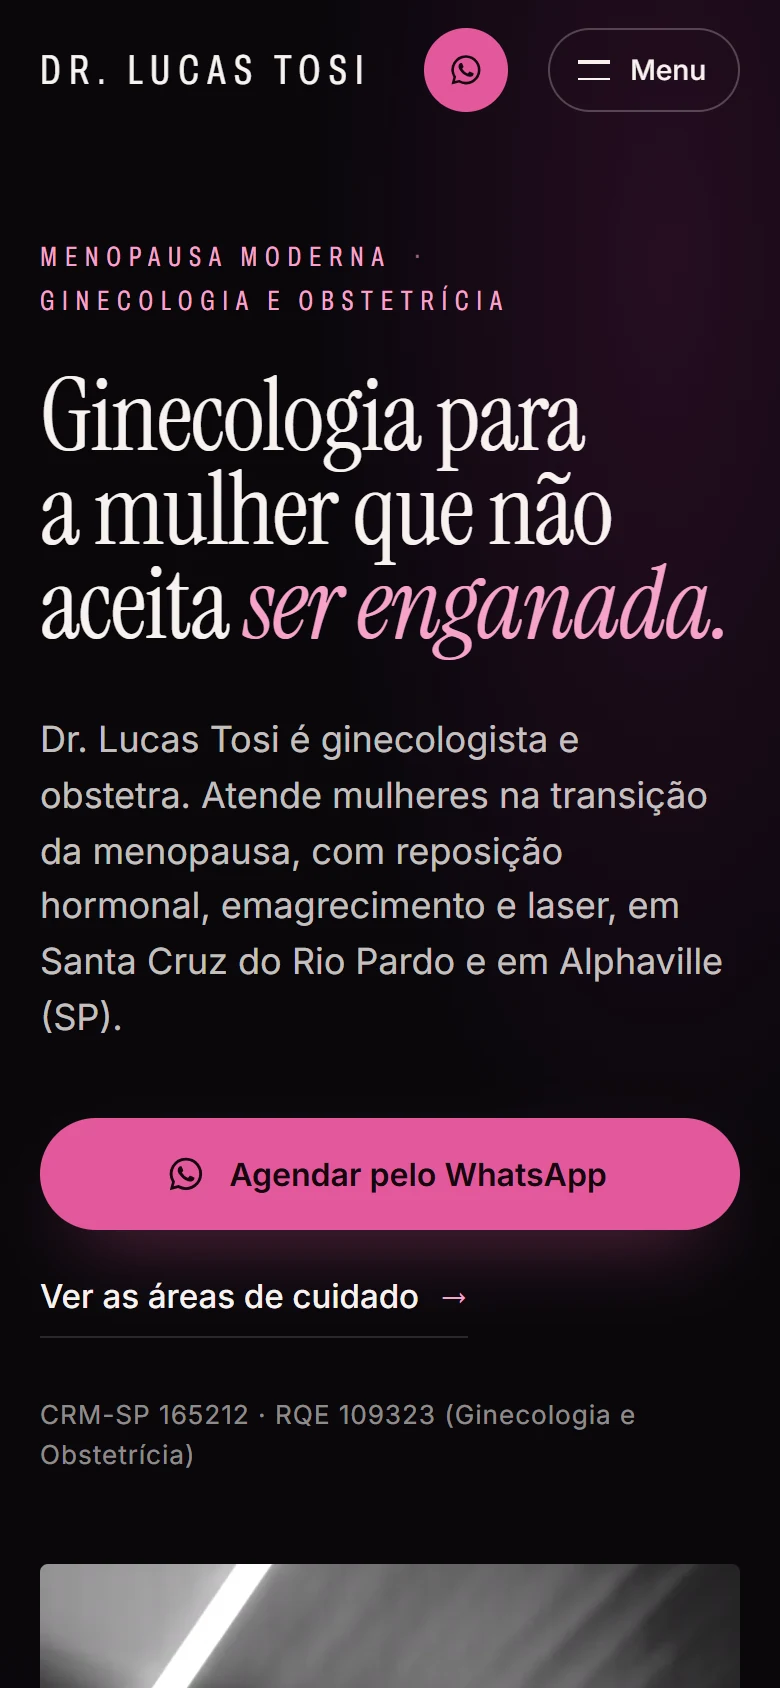 DR. LUCAS TOSI
Menu
MENOPAUSA MODERNA ·
GINECOLOGIA E OBSTETRÍCIA
Ginecologia para
a mulher que não
aceita ser enganada.
Dr. Lucas Tosi é ginecologista e
obstetra. Atende mulheres na transição
da menopausa, com reposição
hormonal, emagrecimento e laser, em
Santa Cruz do Rio Pardo e em Alphaville
(SP).
Agendar pelo WhatsApp
Ver as áreas de cuidado →
CRM-SP 165212 · RQE 109323 (Ginecologia e
Obstetrícia)